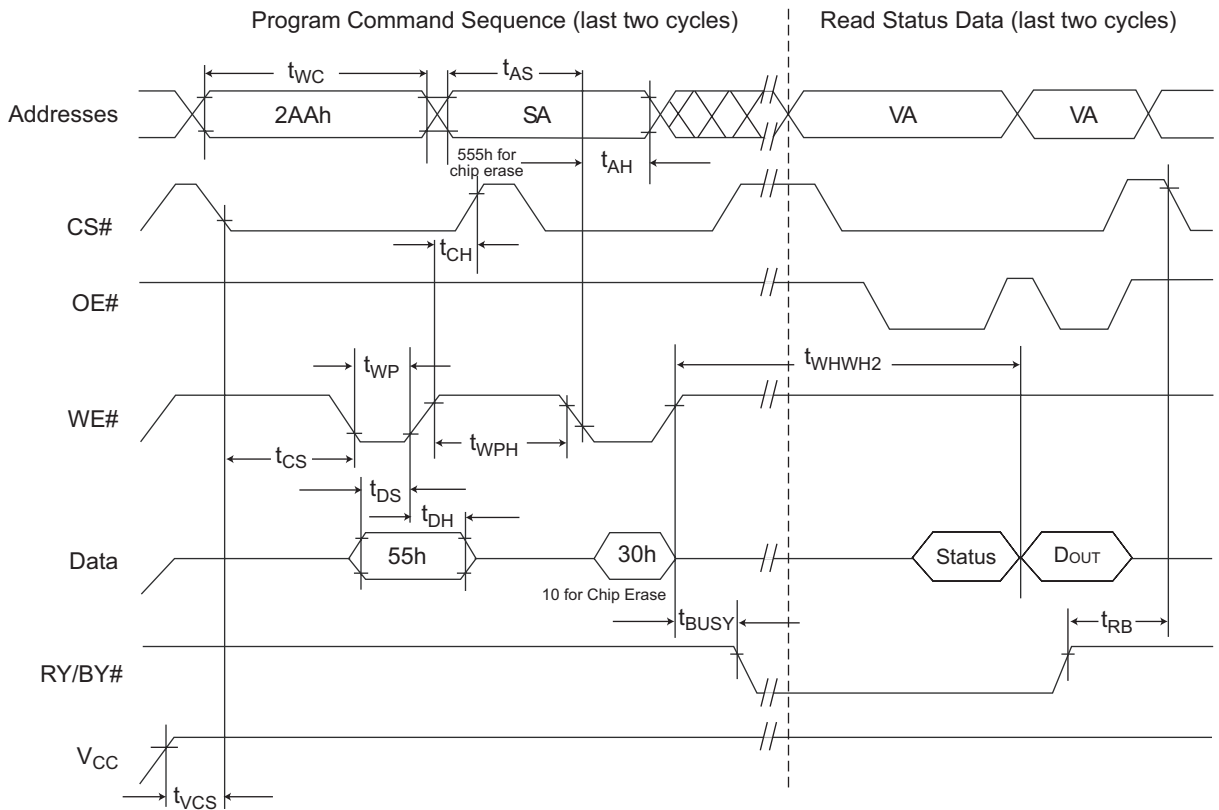 Program Command Sequence (last two cycles)
Read Status Data (last two cycles)
tWC
tAS
Addresses
2AAh
SA
VA
VA
555h for
chip erase
tAH
CS#
tCH
OE#
tWP
tWHWH2
WE#
tWPH
tCS
tDS
tDH
Data
55h
30h
Status
DOUT
10 for Chip Erase
tBUSY
tRB
RY/BY#
VCC
tVCS